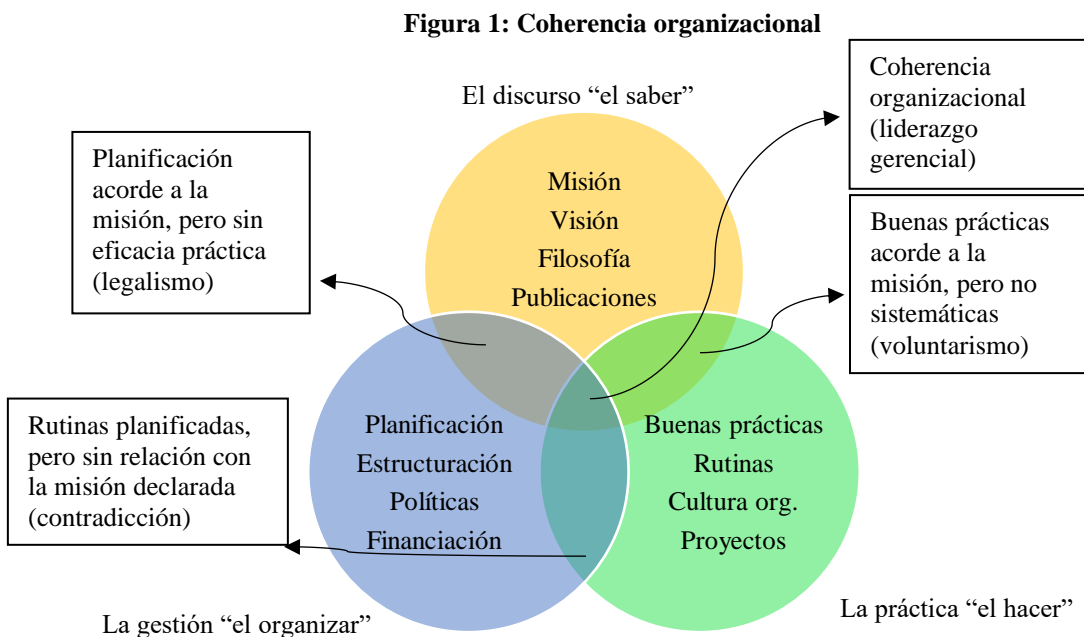 Figura 1: Coherencia organizacional
El discurso “el saber”
Coherencia
organizacional
(liderazgo
gerencial)
Planificación
acorde a la
misión, pero sin
eficacia práctica
(legalismo)
Misión
Visión
Filosofía
Publicaciones
Buenas prácticas
acorde a la
misión, pero no
sistemáticas
(voluntarismo)
Rutinas planificadas,
pero sin relación con
la misión declarada
(contradicción)
Planificación
Estructuración
Políticas
Financiación
Buenas prácticas
Rutinas
Cultura org.
Proyectos
La gestión “el organizar”
La práctica “el hacer”